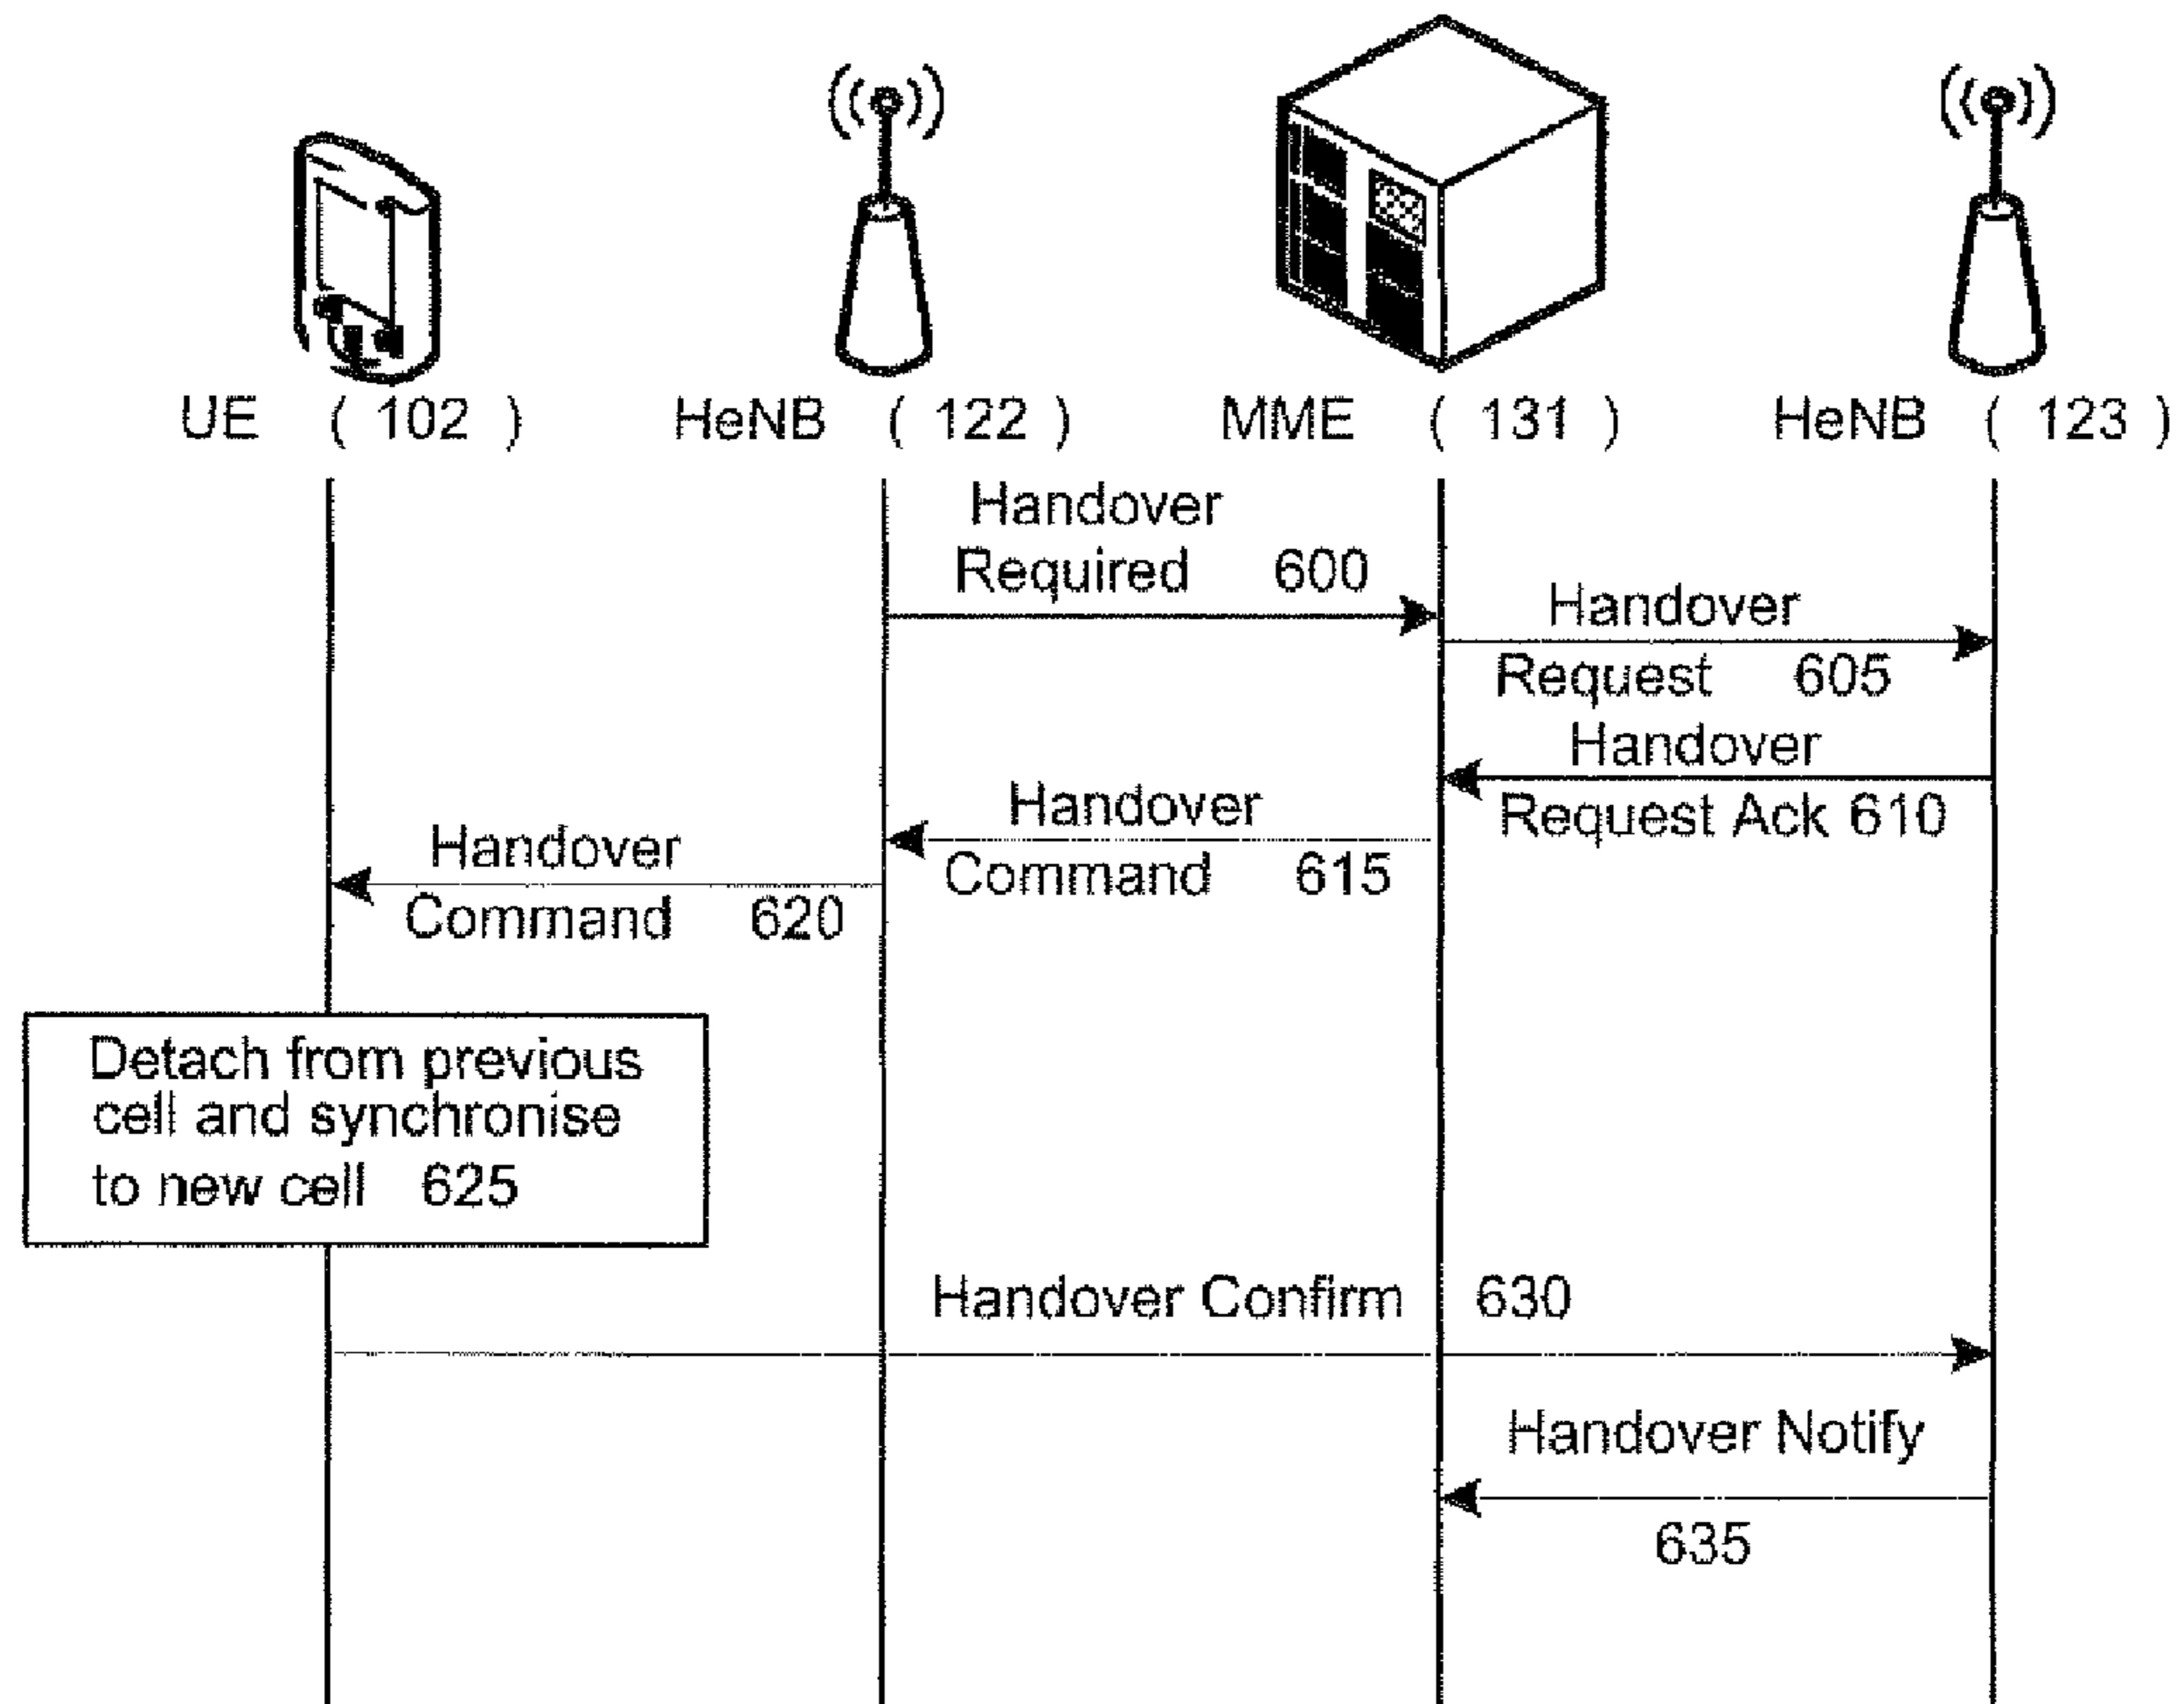 UE ( 102 ) HeNB ( 122 ) MME ( 131 ) HeNB ( 123 )
Handover
Required 600
Handover
Request 605
Handover
Request Ack 610
Handover
Command 615
Handover
Command 620
Detach from previous
cell and synchronise
to new cell 625
Handover Confirm 630
Handover Notify
635